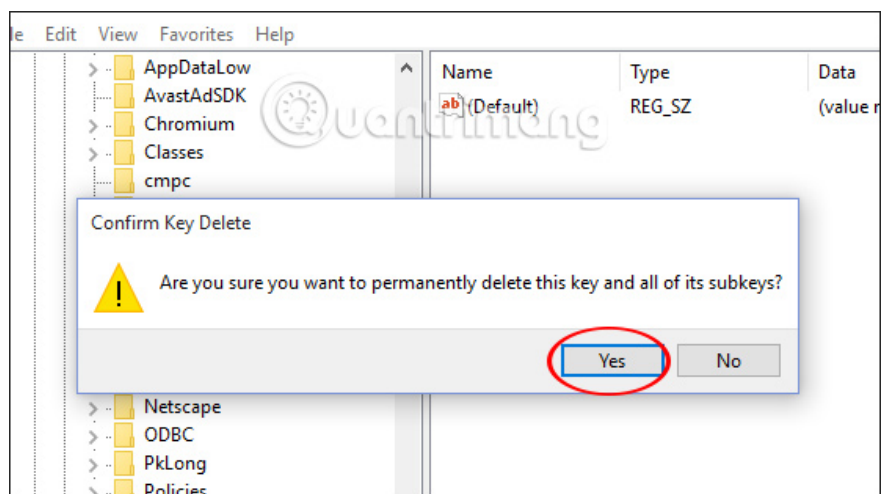 le Edit View Favorites Help
AppDataLow
AvastAdSDK
Chromium
Classes
cmpc
Name Type Data
ab (Default) REG_SZ (value r
Quantrimang
Confirm Key Delete
Are you sure you want to permanently delete this key and all of its subkeys?
Yes No
Netscape
ODBC
PkLong
Policies